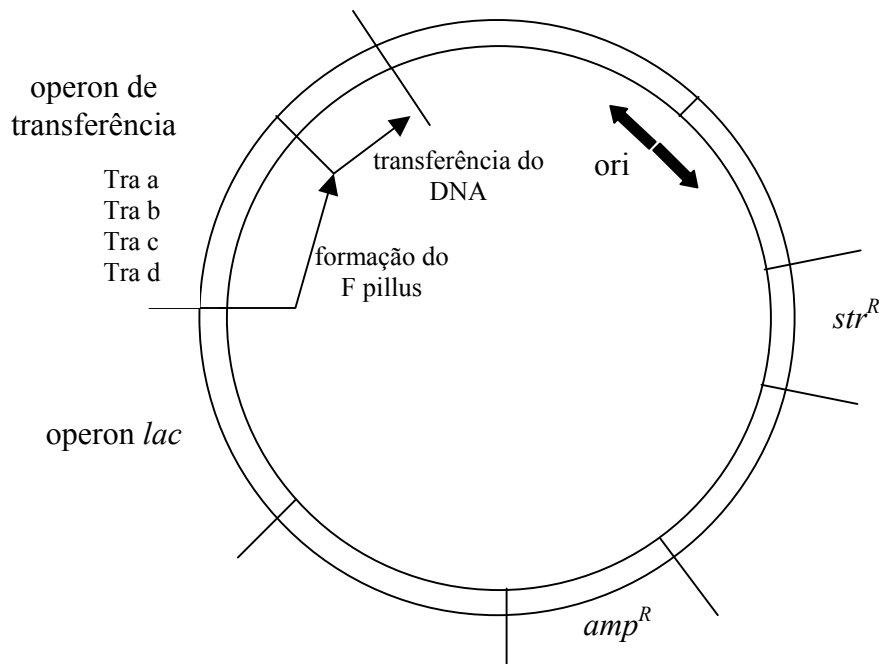 operon de
transferência
Tra a
Tra b
Tra c
Tra d
transferência do
DNA
formação do
F pillus
ori
str^R
operon lac
amp^R